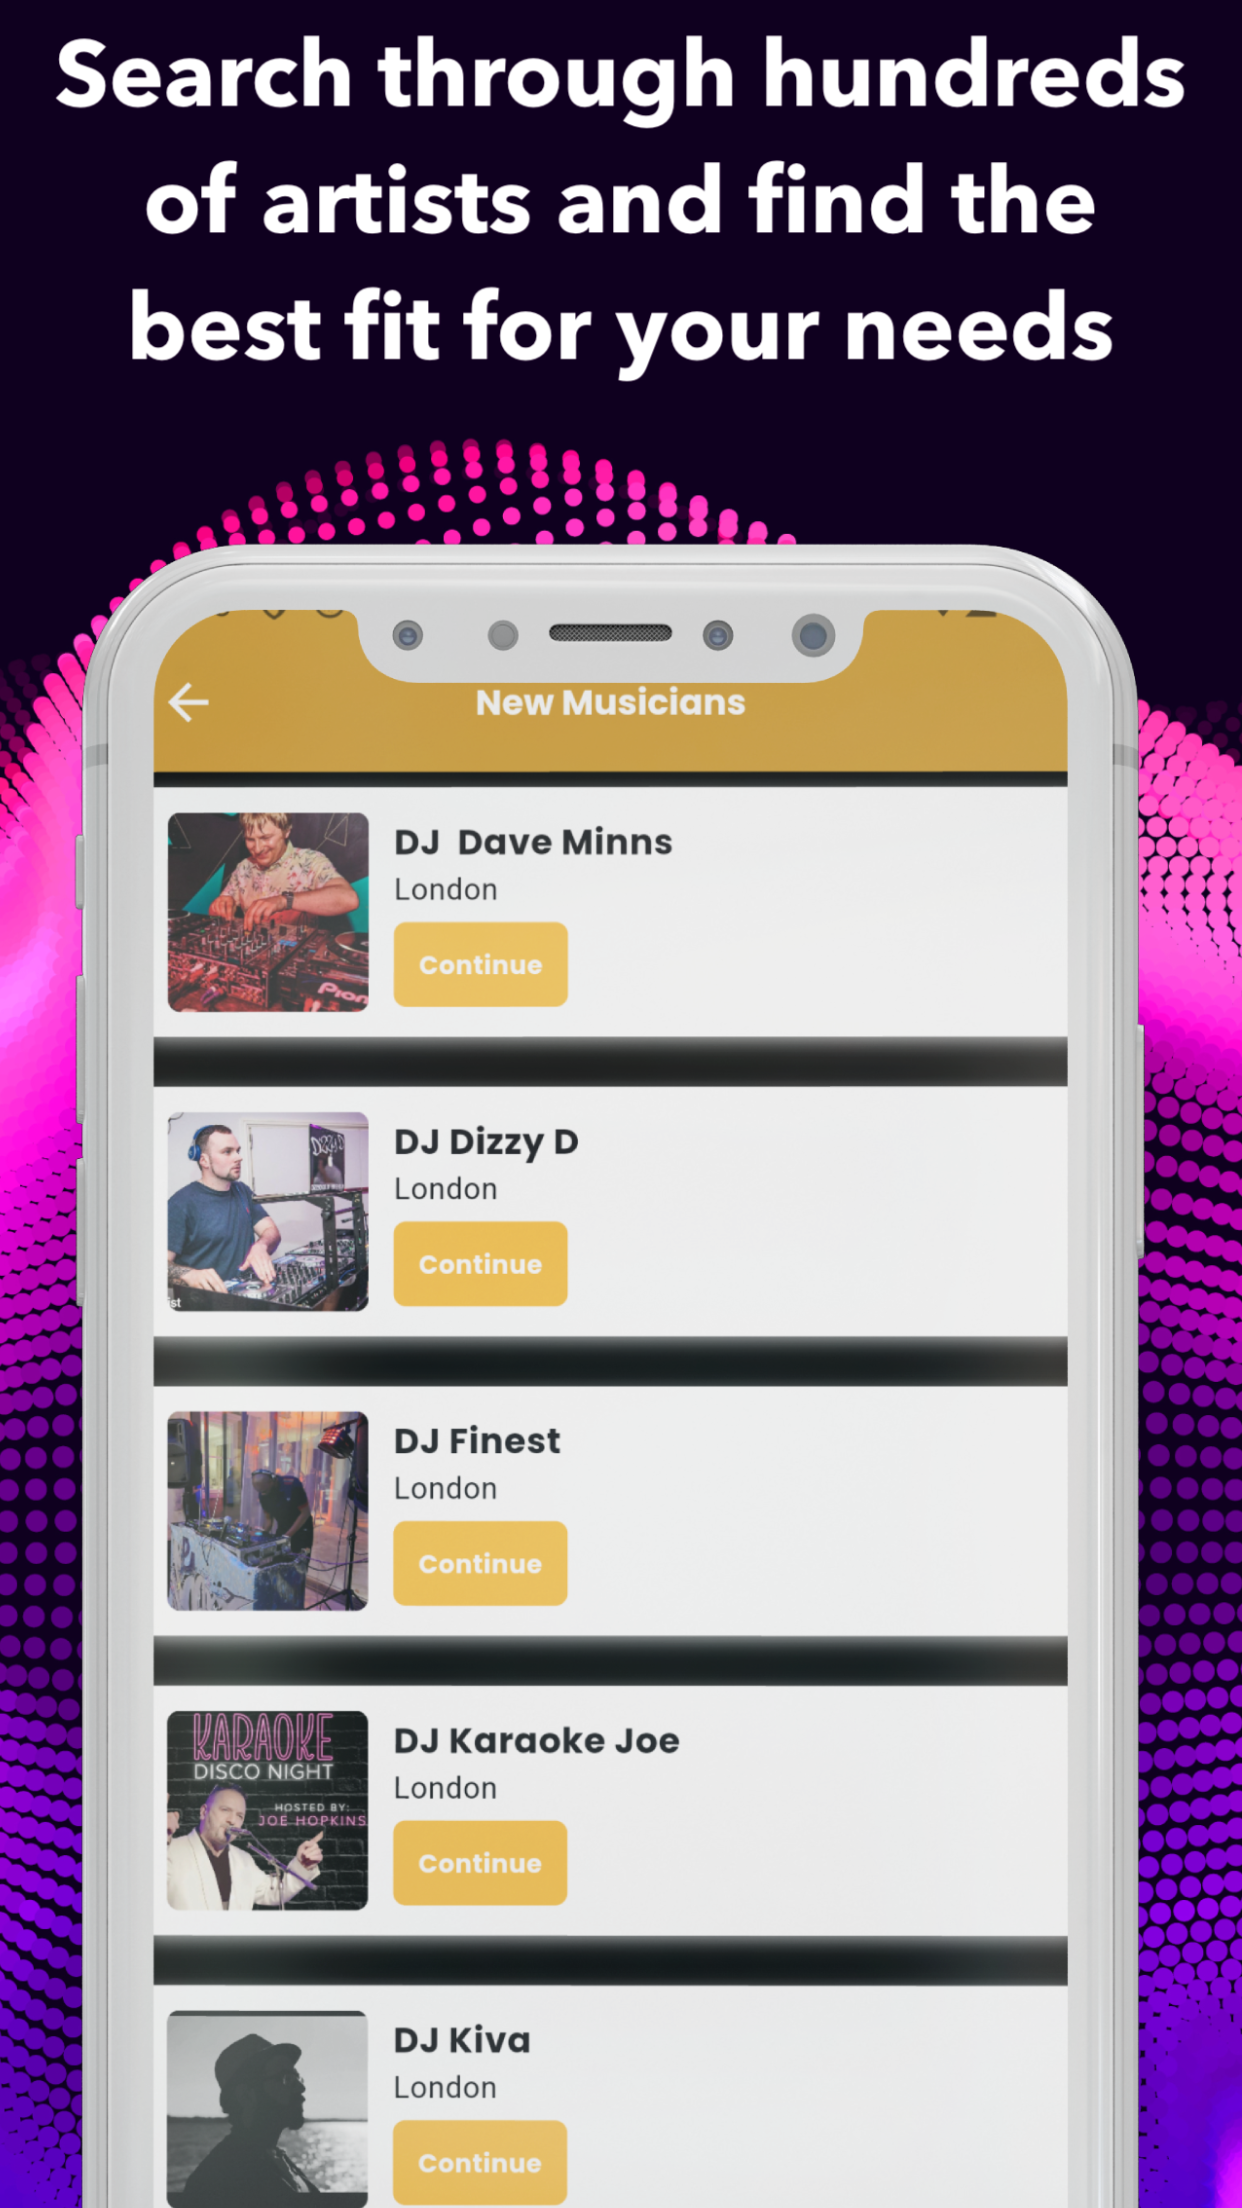 Search through hundreds
of artists and find the
best fit for your needs
New Musicians
DJ  Dave Minns
London
Continue
Pion
DJ Dizzy D
London
Continue
ist
DJ Finest
London
Continue
KARAOKE
DISCO NIGHT
HOSTED BY:
JOE HOPKINS
DJ Karaoke Joe
London
Continue
DJ Kiva
London
Continue